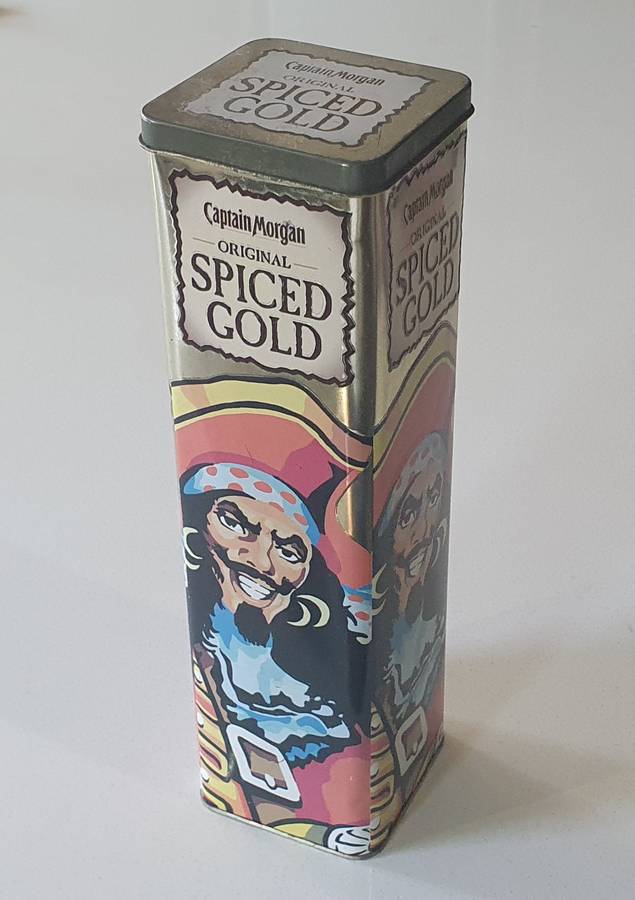 Captain Morgan
ORIGINAL
SPICED
GOLD
Captain Morgan
ORIGINAL
SPICED
GOLD
Captain Morgan
ORIGINAL
SPICED
GOLD